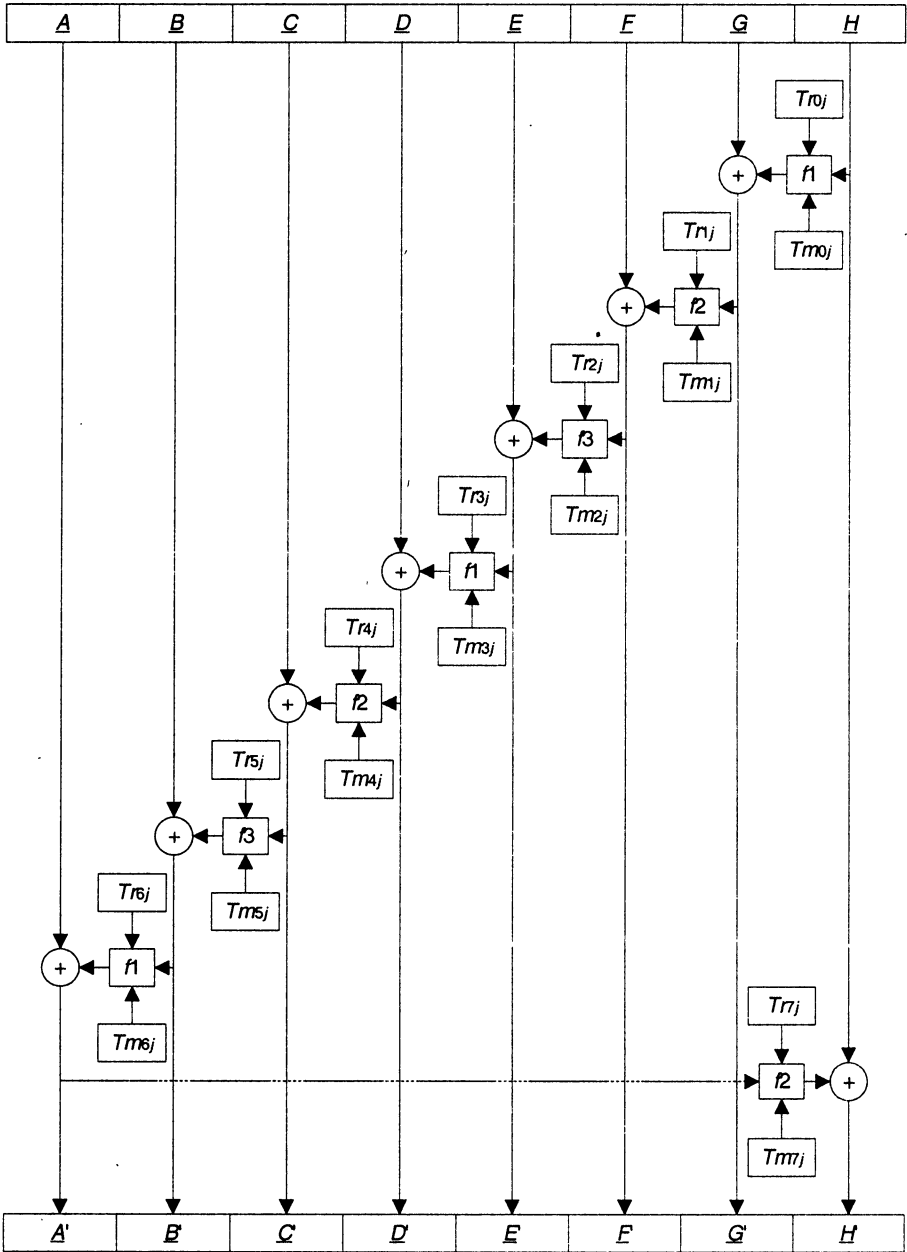 A B C D E F G H
Tr0j
+ f1
Tm0j
Tr1j
+ f2
Tm1j
Tr2j
+ f3
Tm2j
Tr3j
+ f1
Tm3j
Tr4j
+ f2
Tm4j
Tr5j
+ f3
Tm5j
Tr6j
+ f1
Tm6j
Tr7j
f2 +
Tm7j
A' B' C' D' E' F' G' H'